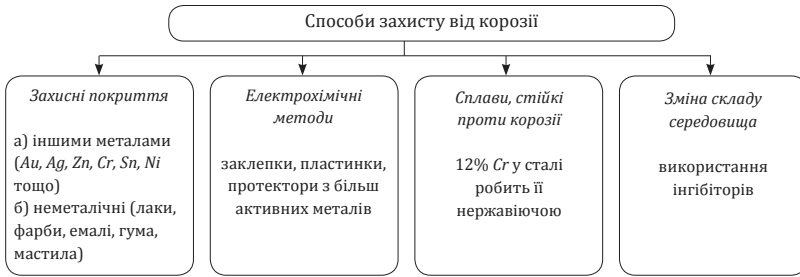 Способи захисту від корозії
Захисні покриття
а) іншими металами
(Au, Ag, Zn, Cr, Sn, Ni
тощо)
б) неметалічні (лаки,
фарби, емалі, гума,
мастила)
Електрохімічні
методи
заклепки, пластинки,
протектори з більш
активних металів
Сплави, стійкі
проти корозії
12% Cr у сталі
робить її
нержавіючою
Зміна складу
середовища
використання
інгібіторів